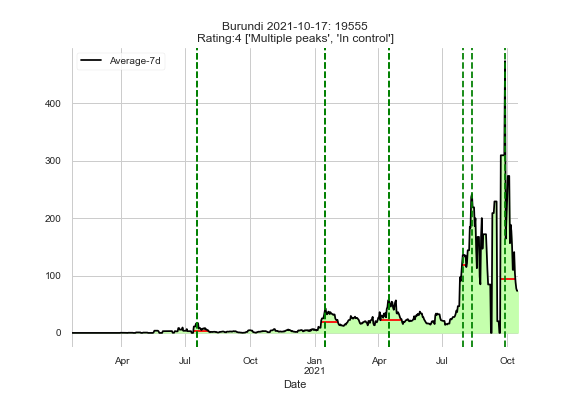 Burundi 2021-10-17: 19555
Rating:4 ['Multiple peaks', 'In control']
Average-7d
400
300
200
100
0
Apr
Jul
Oct
Jan
2021
Apr
Jul
Oct
Date